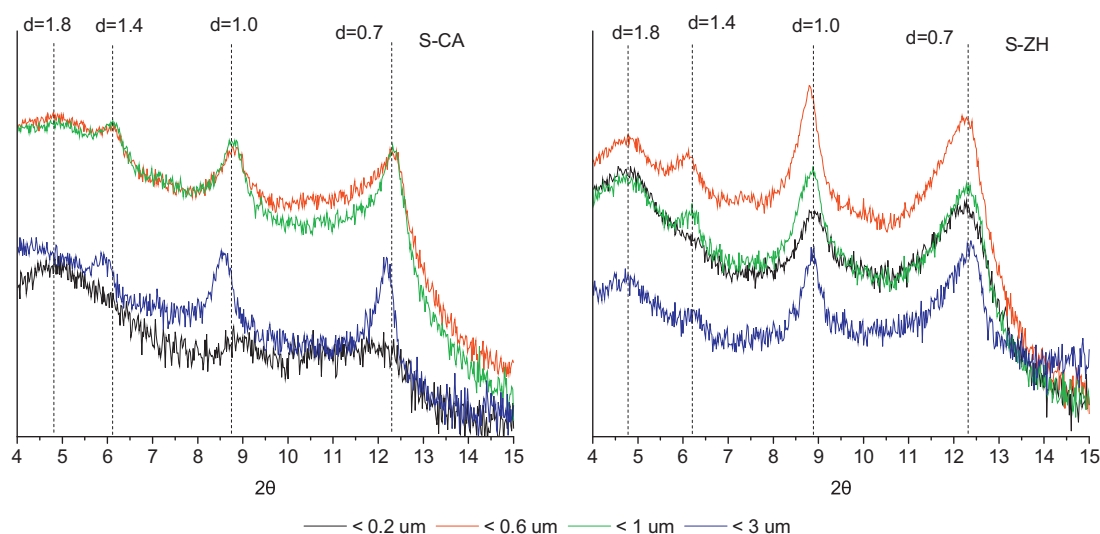 d=1.8 d=1.4 d=1.0 d=0.7 S-CA
4 5 6 7 8 9 10 11 12 13 14 15
2θ
d=1.8 d=1.4 d=1.0 d=0.7 S-ZH
4 5 6 7 8 9 10 11 12 13 14 15
2θ
< 0.2 um < 0.6 um < 1 um < 3 um